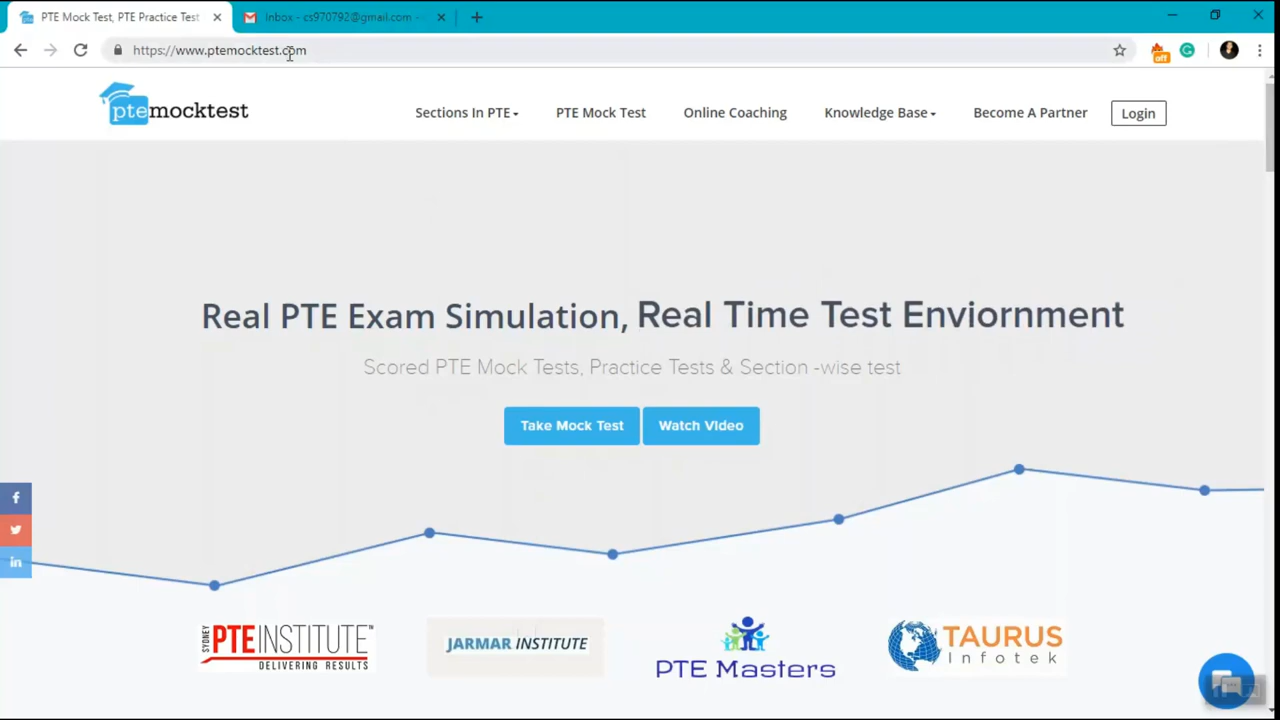 PTE Mock Test, PTE Practice Test
Inbox - cs970792@gmail.com -
https://www.ptemocktest.com
ptemocktest
Sections In PTE
PTE Mock Test
Online Coaching
Knowledge Base
Become A Partner
Login
off
Real PTE Exam Simulation, Real Time Test Enviornment
Scored PTE Mock Tests, Practice Tests & Section -wise test
Take Mock Test
Watch Video
f
in
SYDNEY
PTEINSTITUTE™
DELIVERING RESULTS
JARMAR INSTITUTE
PTE Masters
TAURUS
Infotek